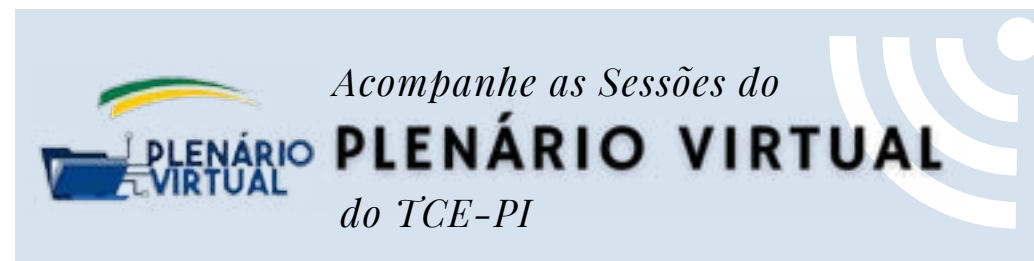 PLENÁRIO
VIRTUAL
Acompanhe as Sessões do
PLENÁRIO VIRTUAL
do TCE-PI